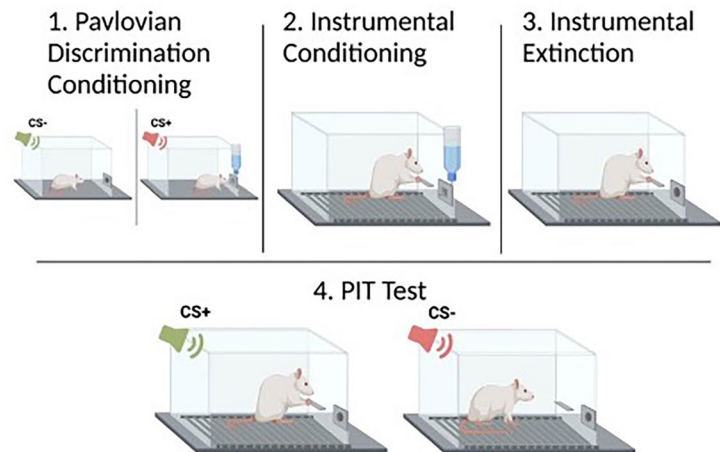 1. Pavlovian
Discrimination
Conditioning
CS-
CS+
2. Instrumental
Conditioning
3. Instrumental
Extinction
4. PIT Test
CS+
CS-